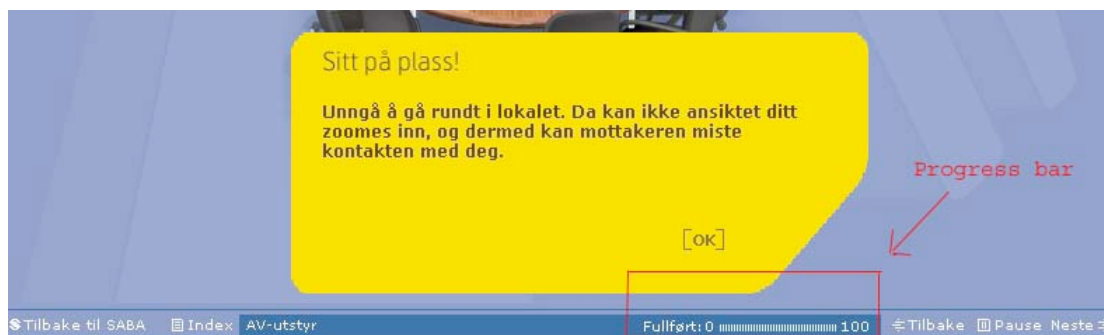 Sitt på plass!
Unngå å gå rundt i lokalet. Da kan ikke ansiktet ditt
zoomes inn, og dermed kan mottakeren miste
kontakten med deg.
Progress bar
[OK]
Tilbake til SABA Index AV-utstyr Fullført: 0 100 Tilbake Pause Neste